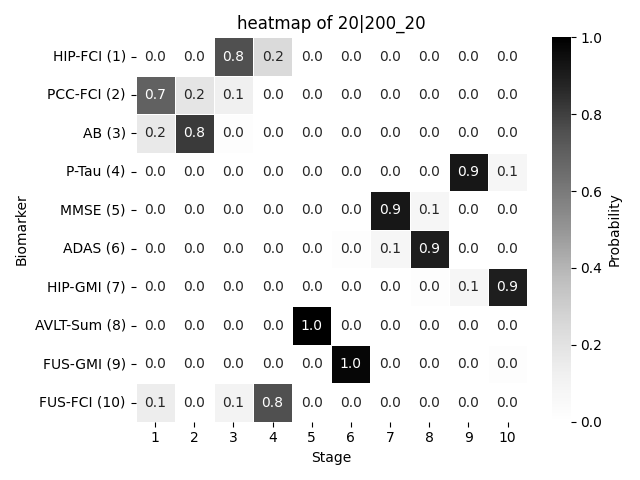 heatmap of 20|200_20
HIP-FCI (1) 0.0 0.0 0.8 0.2 0.0 0.0 0.0 0.0 0.0 0.0
PCC-FCI (2) 0.7 0.2 0.1 0.0 0.0 0.0 0.0 0.0 0.0 0.0
AB (3) 0.2 0.8 0.0 0.0 0.0 0.0 0.0 0.0 0.0 0.0
P-Tau (4) 0.0 0.0 0.0 0.0 0.0 0.0 0.0 0.0 0.9 0.1
MMSE (5) 0.0 0.0 0.0 0.0 0.0 0.0 0.9 0.1 0.0 0.0
ADAS (6) 0.0 0.0 0.0 0.0 0.0 0.0 0.1 0.9 0.0 0.0
HIP-GMI (7) 0.0 0.0 0.0 0.0 0.0 0.0 0.0 0.0 0.1 0.9
AVLT-Sum (8) 0.0 0.0 0.0 0.0 1.0 0.0 0.0 0.0 0.0 0.0
FUS-GMI (9) 0.0 0.0 0.0 0.0 0.0 1.0 0.0 0.0 0.0 0.0
FUS-FCI (10) 0.1 0.0 0.1 0.8 0.0 0.0 0.0 0.0 0.0 0.0
1 2 3 4 5 6 7 8 9 10
Stage
Biomarker
1.0
0.8
0.6
0.4
0.2
0.0
Probability